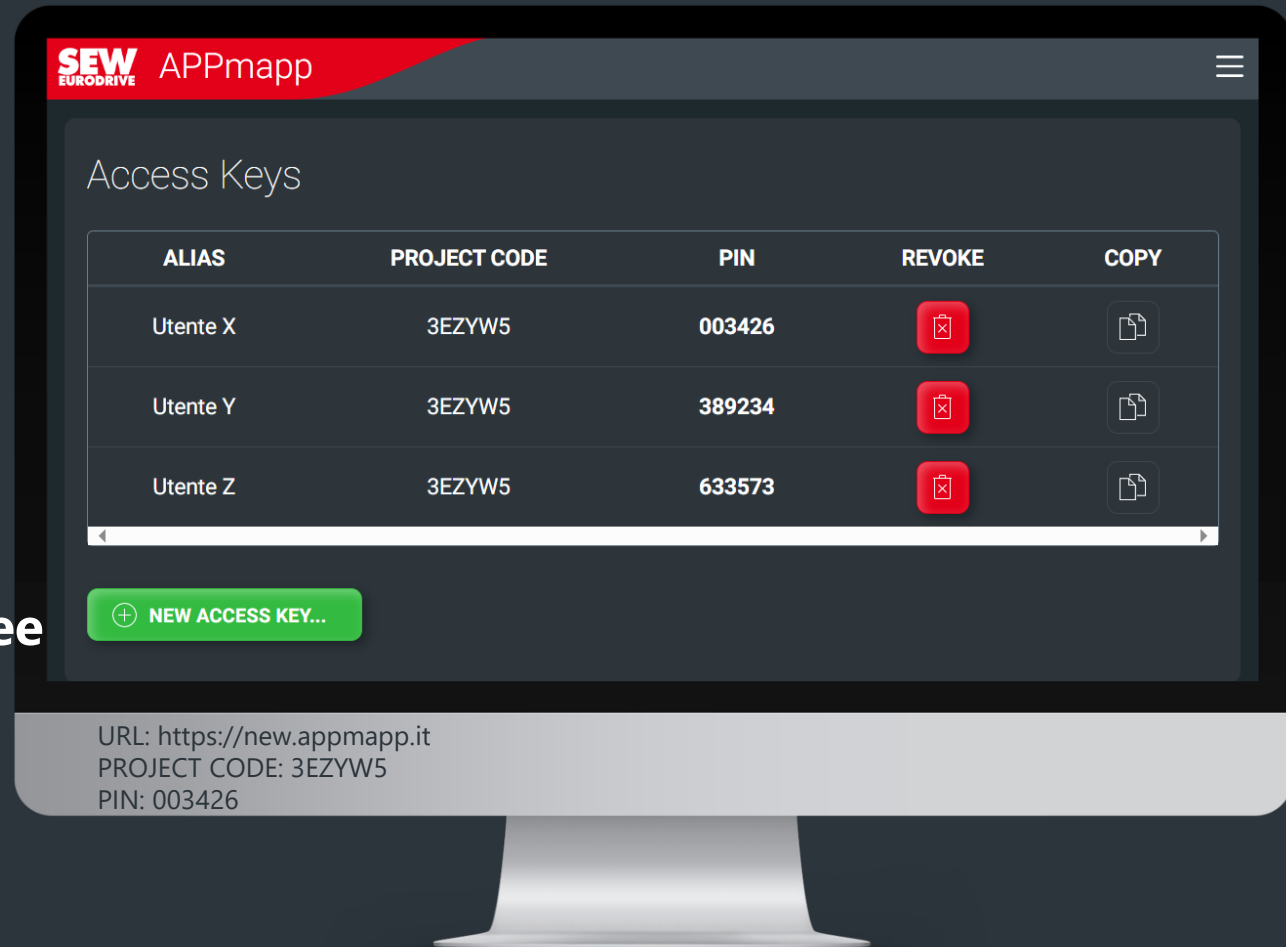 SEW
EURODRIVE
APPmapp
Access Keys
ALIAS PROJECT CODE PIN REVOKE COPY
Utente X 3EZYW5 003426
Utente Y 3EZYW5 389234
Utente Z 3EZYW5 633573
ee
NEW ACCESS KEY...
URL: https://new.appmapp.it
PROJECT CODE: 3EZYW5
PIN: 003426